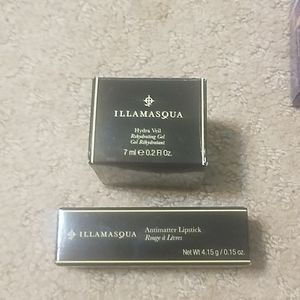 ILLAMASQUA
Hydra Veil
Rehydrating Gel
Gel Réhydratant
7 ml ℮ 0.2 Fl Oz.
ILLAMASQUA
Antimatter Lipstick
Rouge à Lèvres
Net Wt 4.15 g / 0.15 oz.